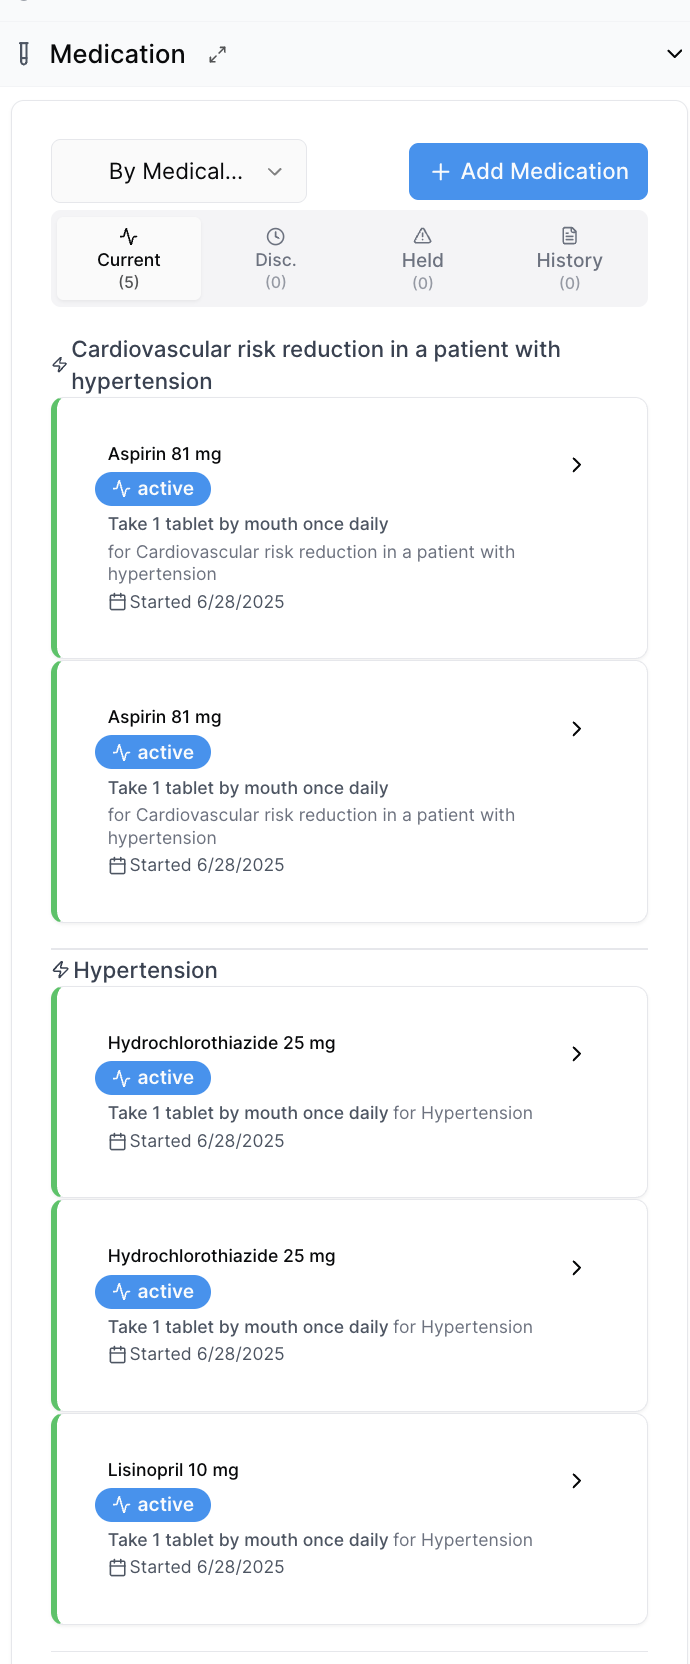 Medication
By Medical...
+ Add Medication
Current
(5)
Disc.
(0)
Held
(0)
History
(0)
Cardiovascular risk reduction in a patient with
hypertension
Aspirin 81 mg
active
Take 1 tablet by mouth once daily
for Cardiovascular risk reduction in a patient with
hypertension
Started 6/28/2025
Aspirin 81 mg
active
Take 1 tablet by mouth once daily
for Cardiovascular risk reduction in a patient with
hypertension
Started 6/28/2025
Hypertension
Hydrochlorothiazide 25 mg
active
Take 1 tablet by mouth once daily for Hypertension
Started 6/28/2025
Hydrochlorothiazide 25 mg
active
Take 1 tablet by mouth once daily for Hypertension
Started 6/28/2025
Lisinopril 10 mg
active
Take 1 tablet by mouth once daily for Hypertension
Started 6/28/2025